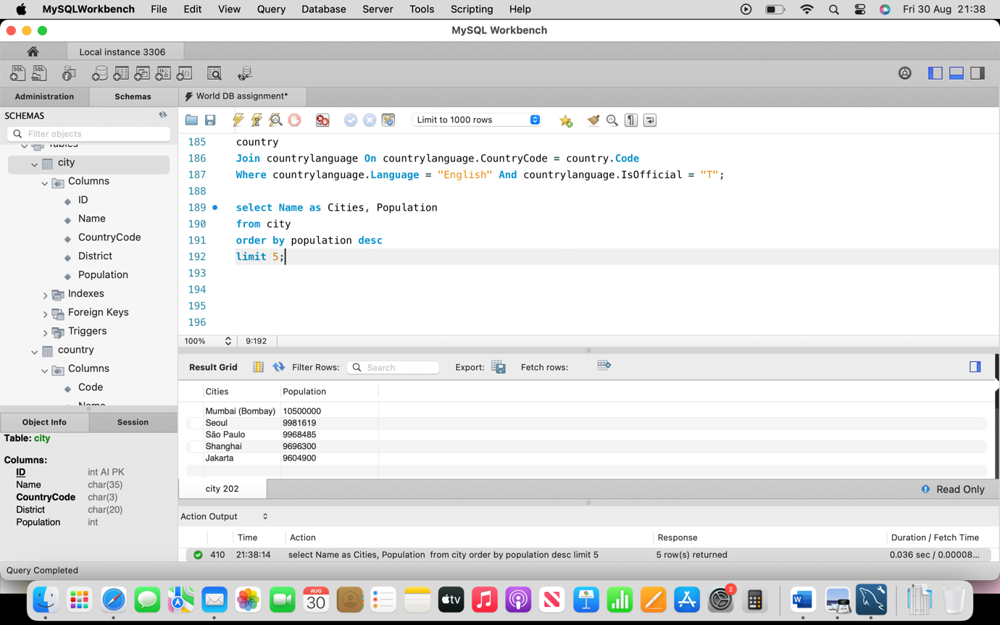 MySQLWorkbench File Edit View Query Database Server Tools Scripting Help Fri 30 Aug 21:38
MySQL Workbench
Local instance 3306
SQL SQL
Administration Schemas World DB assignment*
SCHEMAS
Limit to 1000 rows
Filter objects
Tables
city
Columns
ID
Name
CountryCode
District
Population
Indexes
Foreign Keys
Triggers
country
Columns
Code
Name
185 country
186 Join countrylanguage On countrylanguage.CountryCode = country.Code
187 Where countrylanguage.Language = "English" And countrylanguage.IsOfficial = "T";
188
189 select Name as Cities, Population
190 from city
191 order by population desc
192 limit 5;
193
194
195
196
100% 9:192
Result Grid Filter Rows: Search Export: Fetch rows:
Cities Population
Mumbai (Bombay) 10500000
Seoul 9981619
São Paulo 9968485
Shanghai 9696300
Jakarta 9604900
city 202 Read Only
Object Info Session
Table: city
Columns:
ID int AI PK
Name char(35)
CountryCode char(3)
District char(20)
Population int
Action Output
Time Action Response Duration / Fetch Time
410 21:38:14 select Name as Cities, Population from city order by population desc limit 5 5 row(s) returned 0.036 sec / 0.00008...
Query Completed
AUG
30
tv
2
W
XLSX